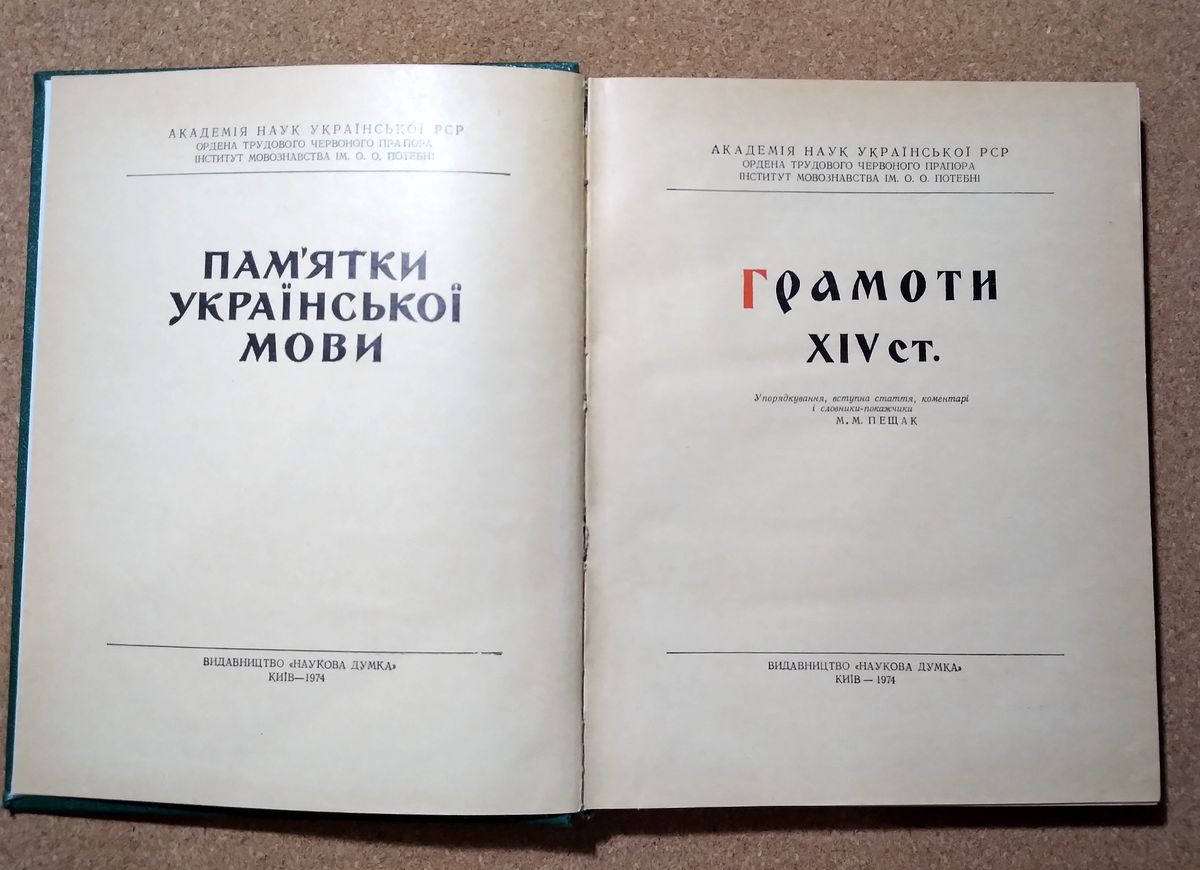 АКАДЕМІЯ НАУК УКРАЇНСЬКОЇ РСР
ОРДЕНА ТРУДОВОГО ЧЕРВОНОГО ПРАПОРА
ІНСТИТУТ МОВОЗНАВСТВА ІМ. О. О. ПОТЕБНІ
ПАМ'ЯТКИ
УКРАЇНСЬКОЇ
МОВИ
ВИДАВНИЦТВО «НАУКОВА ДУМКА»
КИЇВ—1974
АКАДЕМІЯ НАУК УКРАЇНСЬКОЇ РСР
ОРДЕНА ТРУДОВОГО ЧЕРВОНОГО ПРАПОРА
ІНСТИТУТ МОВОЗНАВСТВА ІМ. О. О. ПОТЕБНІ
Грамоти
XIV ст.
Упорядкування, вступна стаття, коментарі
і словники-покажчики
М. М. ПЕЩАК
ВИДАВНИЦТВО «НАУКОВА ДУМКА»
КИЇВ — 1974